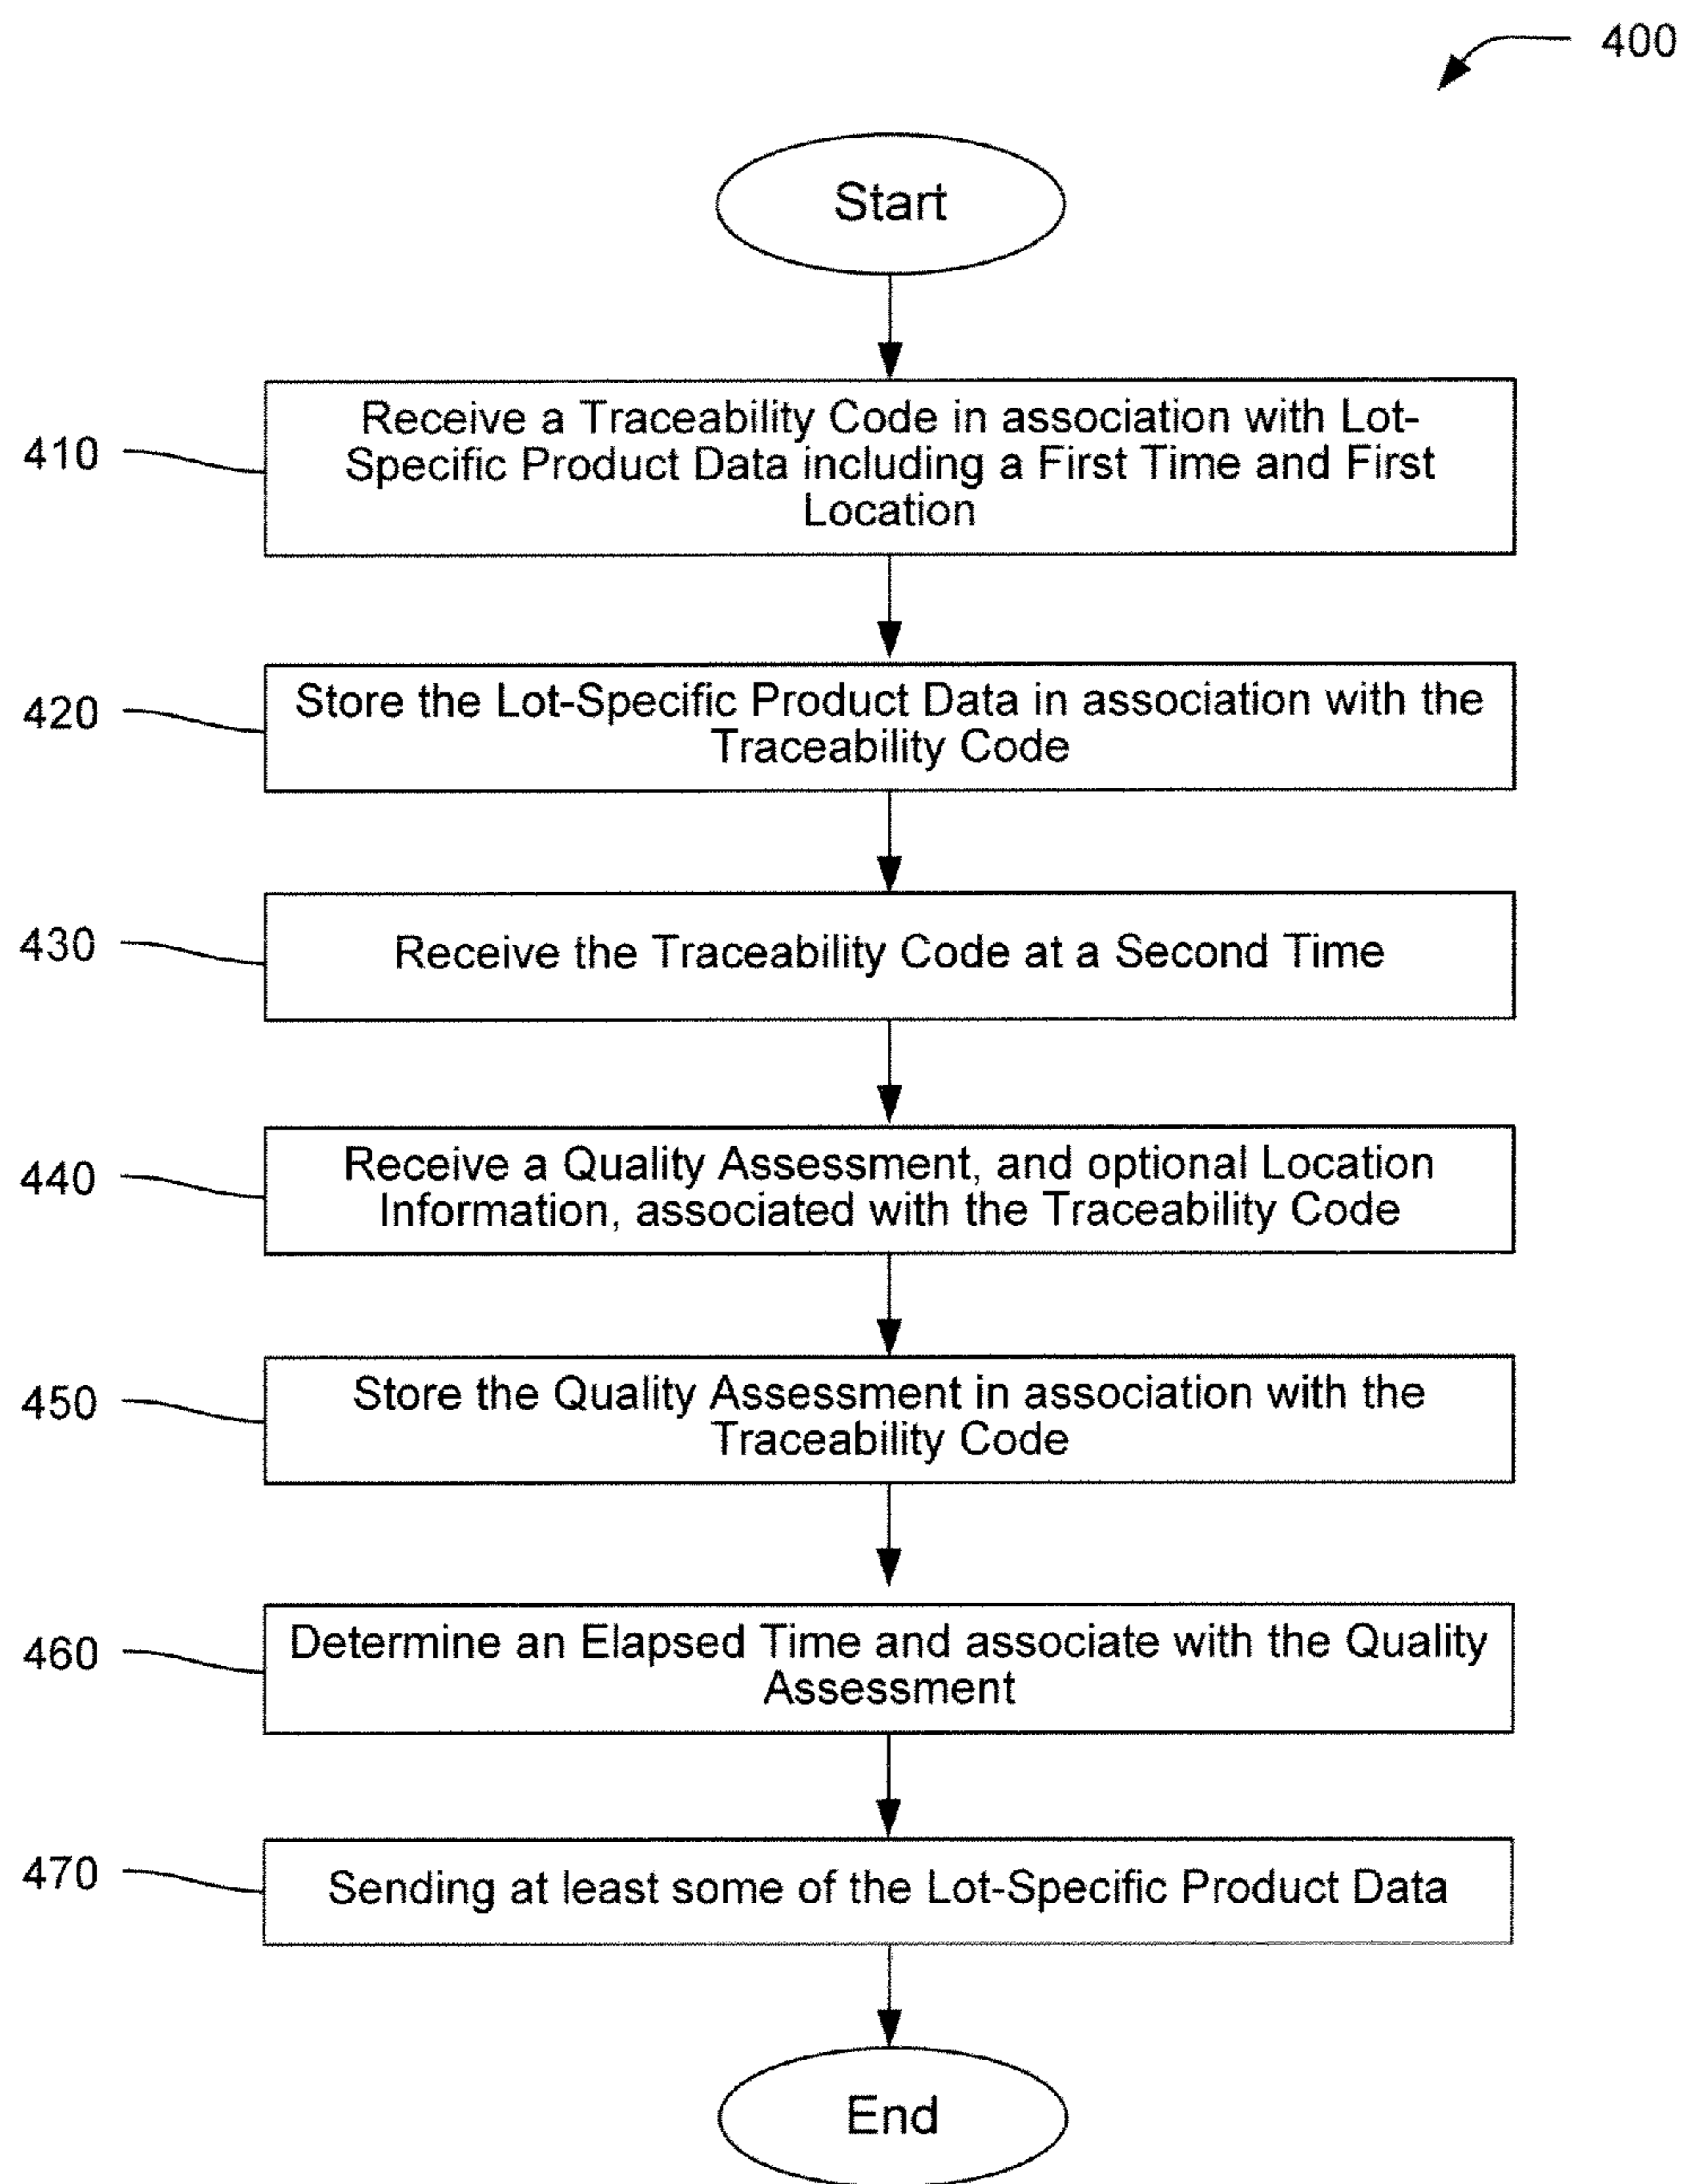 400
Start
410
Receive a Traceability Code in association with Lot-
Specific Product Data including a First Time and First
Location
420
Store the Lot-Specific Product Data in association with the
Traceability Code
430
Receive the Traceability Code at a Second Time
440
Receive a Quality Assessment, and optional Location
Information, associated with the Traceability Code
450
Store the Quality Assessment in association with the
Traceability Code
460
Determine an Elapsed Time and associate with the Quality
Assessment
470
Sending at least some of the Lot-Specific Product Data
End